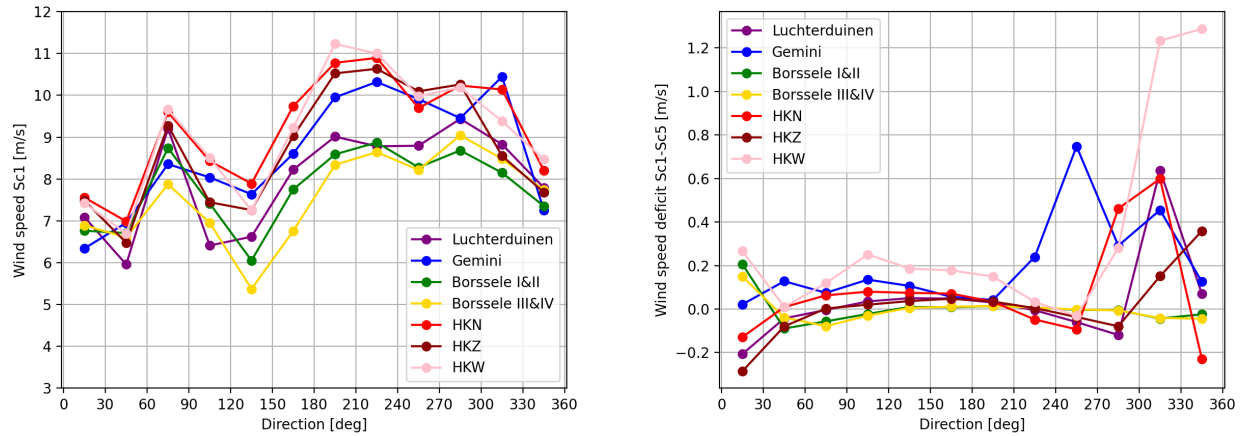 Wind speed Sc1 [m/s]
12
11
10
9
8
7
6
5
4
3
0 30 60 90 120 150 180 210 240 270 300 330 360
Direction [deg]
Luchterduinen
Gemini
Borssele I&II
Borssele III&IV
HKN
HKZ
HKW
Wind speed deficit Sc1-Sc5 [m/s]
1.2
1.0
0.8
0.6
0.4
0.2
0.0
−0.2
0 30 60 90 120 150 180 210 240 270 300 330 360
Direction [deg]
Luchterduinen
Gemini
Borssele I&II
Borssele III&IV
HKN
HKZ
HKW